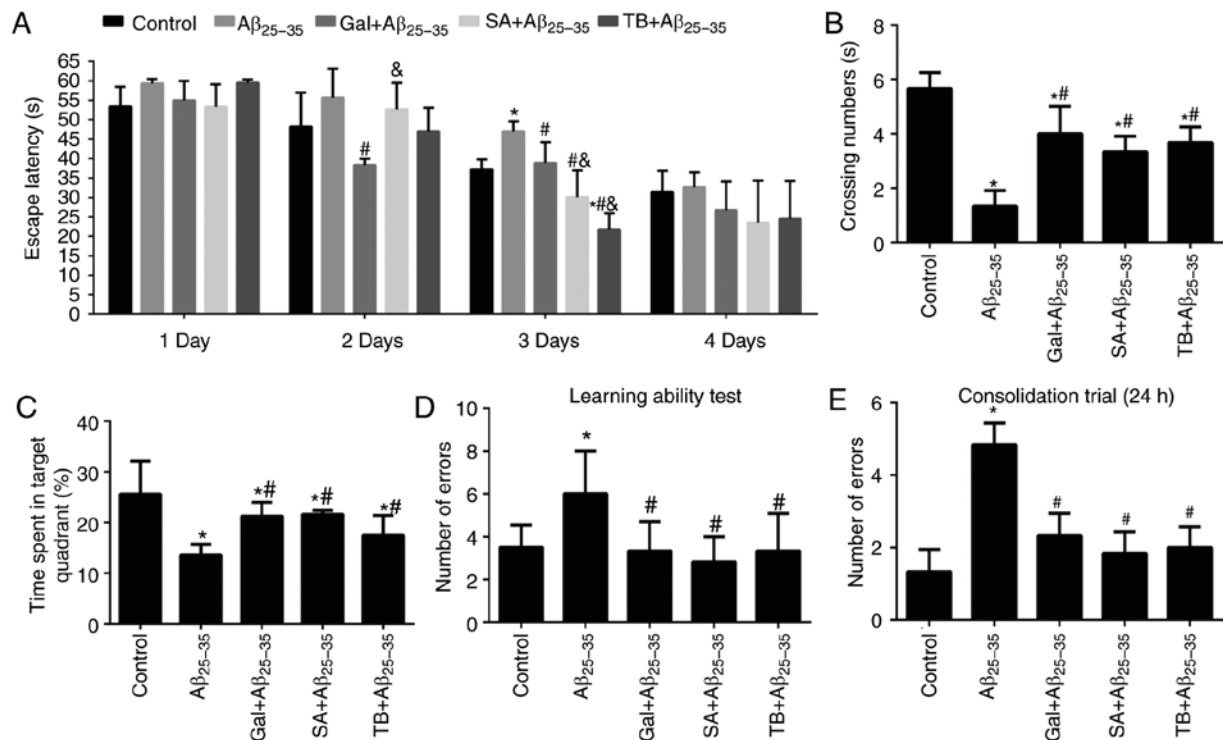 A
Control Aβ25–35 Gal+Aβ25–35 SA+Aβ25–35 TB+Aβ25–35
Escape latency (s)
65
60
55
50
45
40
35
30
25
20
15
10
5
0
#
&
*
#
#&
*#&
1 Day 2 Days 3 Days 4 Days
B
Crossing numbers (s)
8
6
4
2
0
*
*#
*#
*#
Control
Aβ25–35
Gal+Aβ25–35
SA+Aβ25–35
TB+Aβ25–35
C
Time spent in target
quadrant (%)
40
30
20
10
0
*
*#
*#
*#
Control
Aβ25–35
Gal+Aβ25–35
SA+Aβ25–35
TB+Aβ25–35
D
Learning ability test
Number of errors
10
8
6
4
2
0
*
#
#
#
Control
Aβ25–35
Gal+Aβ25–35
SA+Aβ25–35
TB+Aβ25–35
E
Consolidation trial (24 h)
Number of errors
6
4
2
0
*
#
#
#
Control
Aβ25–35
Gal+Aβ25–35
SA+Aβ25–35
TB+Aβ25–35